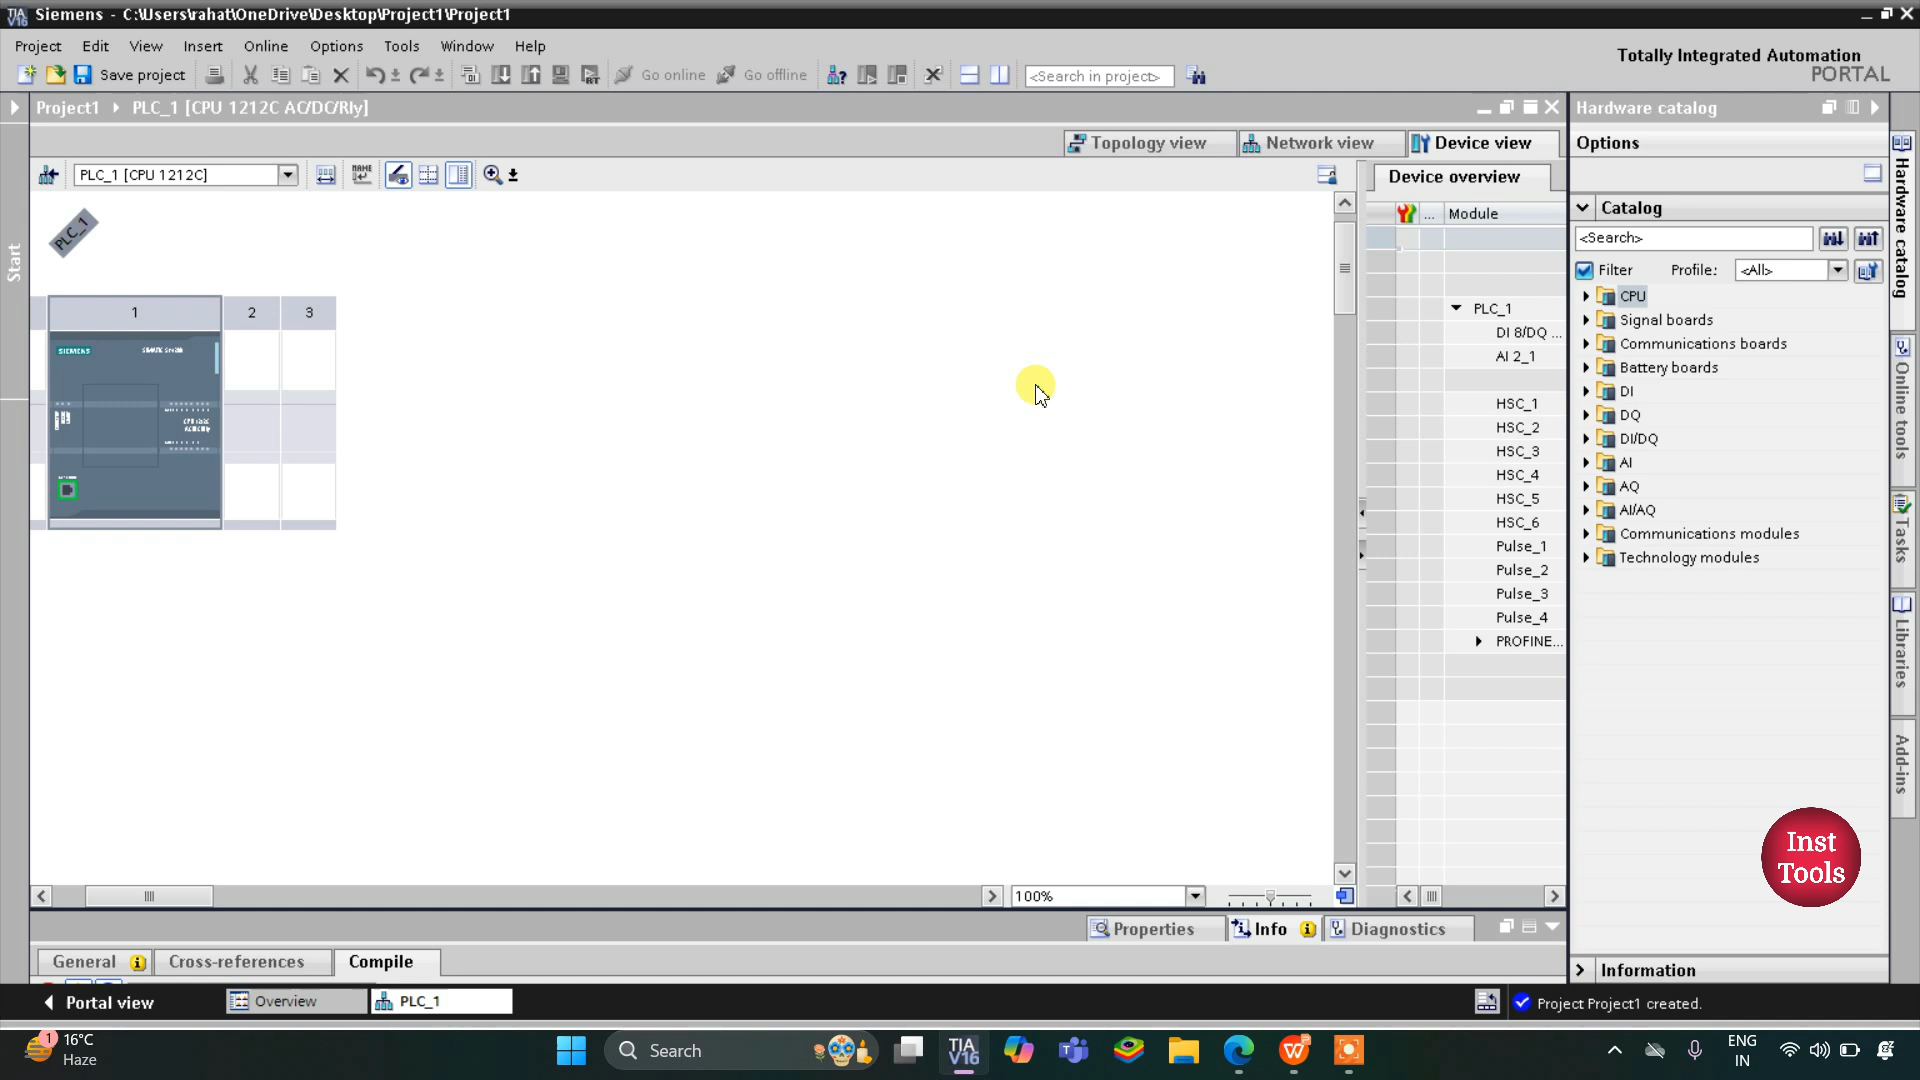 Siemens - C:\Users\rahat\OneDrive\Desktop\Project1\Project1
Project Edit View Insert Online Options Tools Window Help
Totally Integrated Automation
PORTAL
Save project
Go online
Go offline
<Search in project>
Project1 PLC_1 [CPU 1212C AC/DC/Rly]
Topology view
Network view
Device view
PLC_1 [CPU 1212C]
PLC_1
1 2 3
SIEMENS
Start
Device overview
... Module
PLC_1
DI 8/DQ ...
AI 2_1
HSC_1
HSC_2
HSC_3
HSC_4
HSC_5
HSC_6
Pulse_1
Pulse_2
Pulse_3
Pulse_4
PROFINE...
Hardware catalog
Options
Catalog
<Search>
Filter Profile: <All>
CPU
Signal boards
Communications boards
Battery boards
DI
DQ
DI/DQ
AI
AQ
AI/AQ
Communications modules
Technology modules
Information
Hardware catalog
Online tools
Tasks
Libraries
Add-ins
Inst
Tools
100%
Properties
Info
Diagnostics
General
Cross-references
Compile
Portal view
Overview
PLC_1
Project Project1 created.
1
16°C
Haze
Search
TIA
V16
ENG
IN